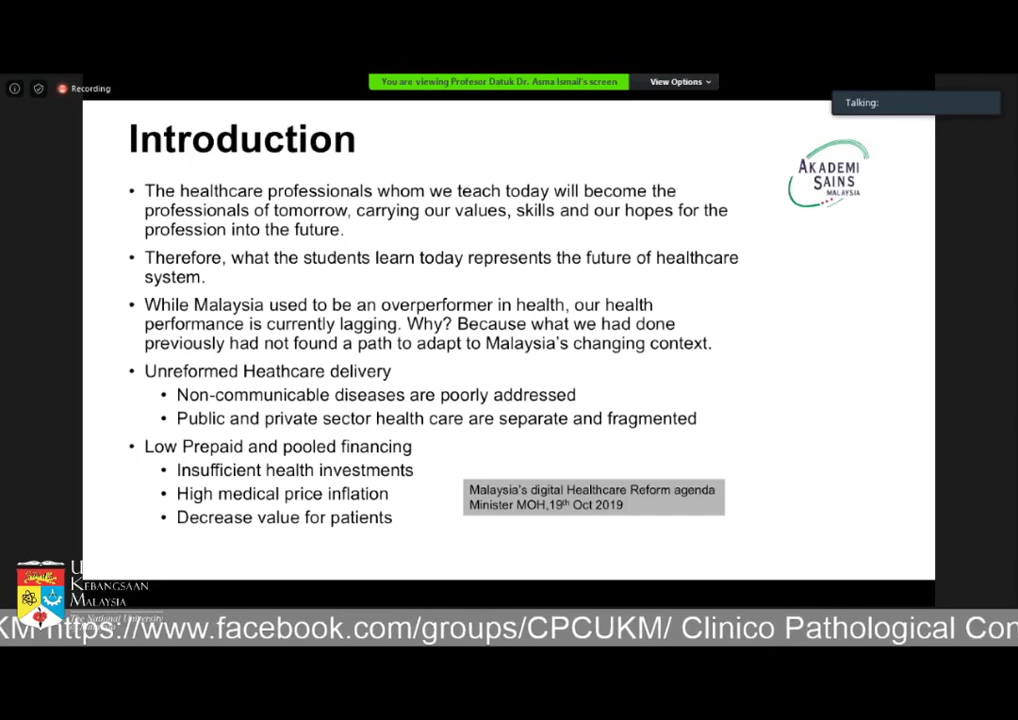 You are viewing Profesor Datuk Dr. Asma Ismail's screen
View Options
Recording
Talking:
Introduction
AKADEMI
SAINS
MALAYSIA
• The healthcare professionals whom we teach today will become the
professionals of tomorrow, carrying our values, skills and our hopes for the
profession into the future.
• Therefore, what the students learn today represents the future of healthcare
system.
• While Malaysia used to be an overperformer in health, our health
performance is currently lagging. Why? Because what we had done
previously had not found a path to adapt to Malaysia's changing context.
• Unreformed Heathcare delivery
• Non-communicable diseases are poorly addressed
• Public and private sector health care are separate and fragmented
• Low Prepaid and pooled financing
• Insufficient health investments
• High medical price inflation
• Decrease value for patients
Malaysia's digital Healthcare Reform agenda
Minister MOH,19th Oct 2019
U
KEBANGSAAN
MALAYSIA
The National University
KM https://www.facebook.com/groups/CPCUKM/ Clinico Pathological Con